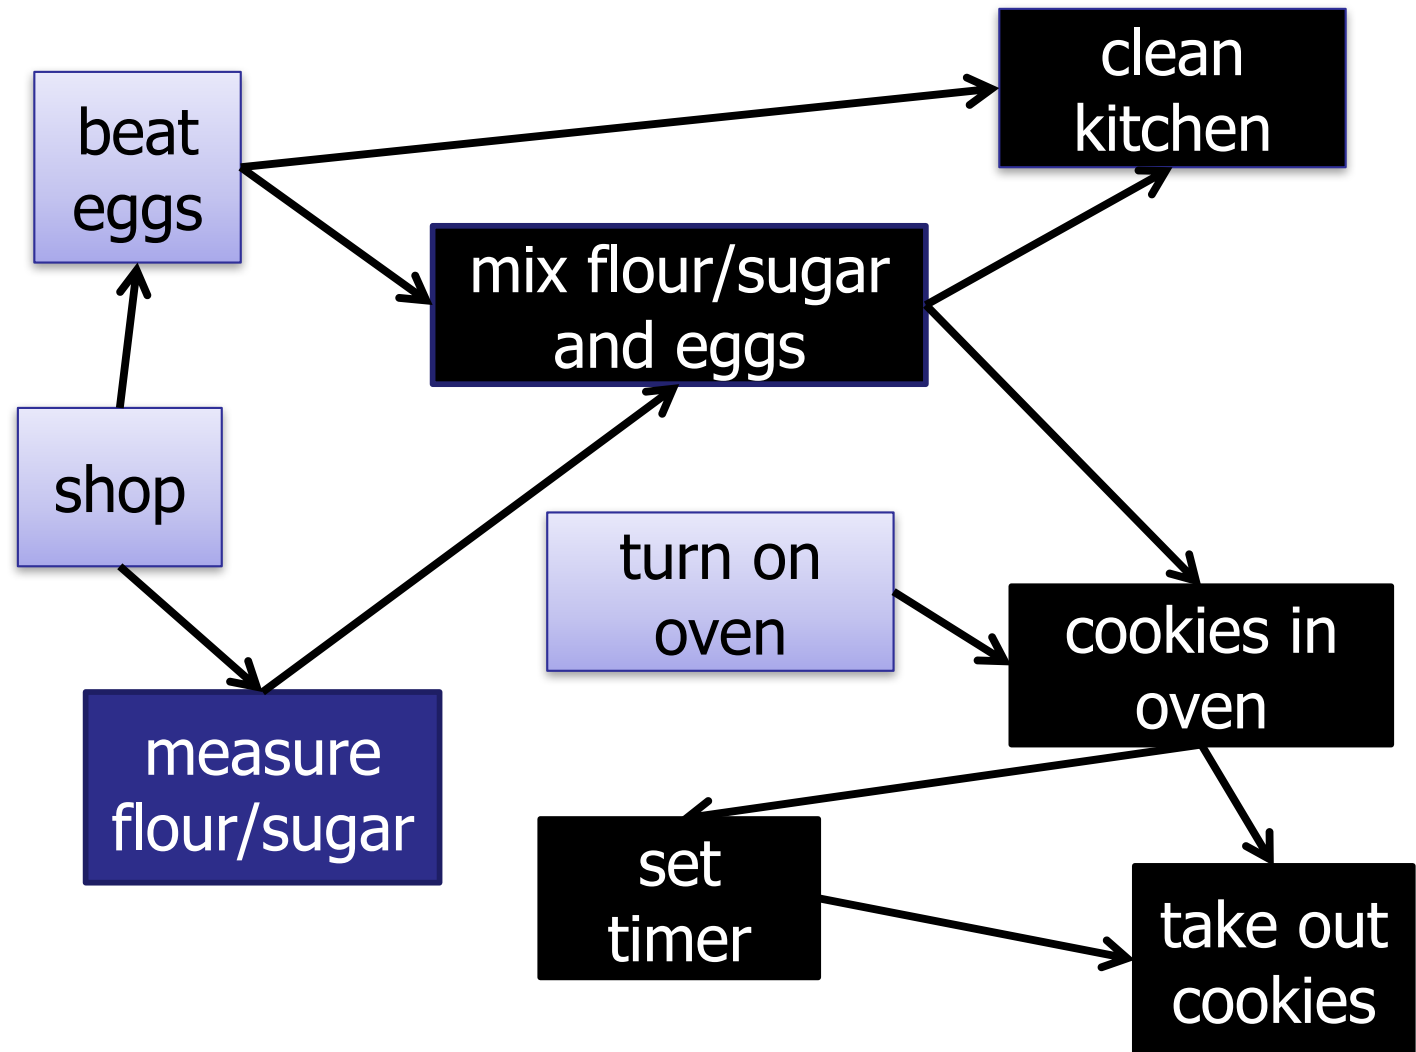 clean
kitchen
beat
eggs
mix flour/sugar
and eggs
shop
turn on
oven
cookies in
oven
measure
flour/sugar
set
timer
take out
cookies